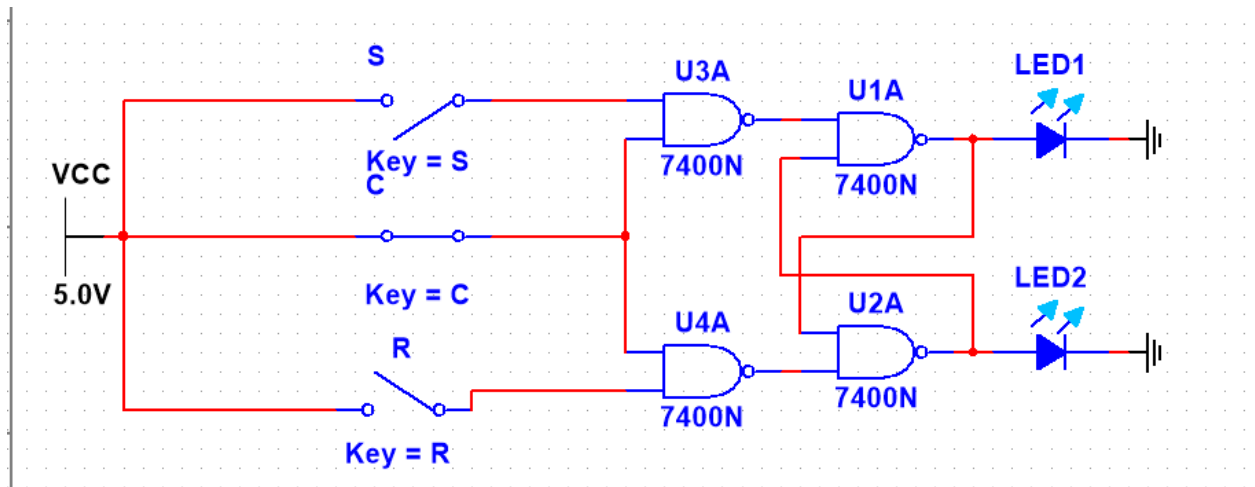 S
Key = S
C
VCC
5.0V
Key = C
R
Key = R
U3A
7400N
U1A
7400N
LED1
U4A
7400N
U2A
7400N
LED2